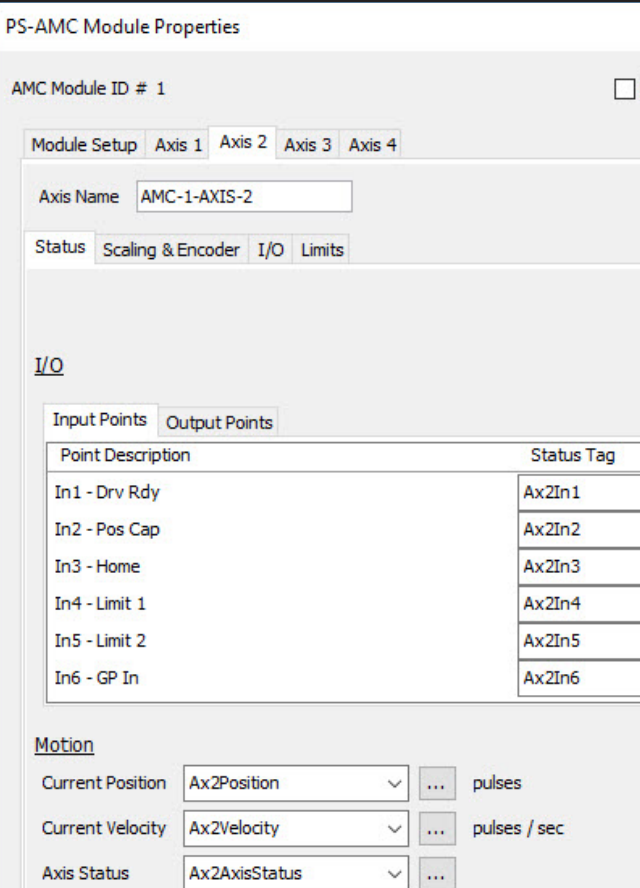 PS-AMC Module Properties
AMC Module ID # 1
Module Setup Axis 1 Axis 2 Axis 3 Axis 4
Axis Name AMC-1-AXIS-2
Status Scaling & Encoder I/O Limits
I/O
Input Points Output Points
Point Description Status Tag
In1 - Drv Rdy Ax2In1
In2 - Pos Cap Ax2In2
In3 - Home Ax2In3
In4 - Limit 1 Ax2In4
In5 - Limit 2 Ax2In5
In6 - GP In Ax2In6
Motion
Current Position Ax2Position ... pulses
Current Velocity Ax2Velocity ... pulses / sec
Axis Status Ax2AxisStatus ...